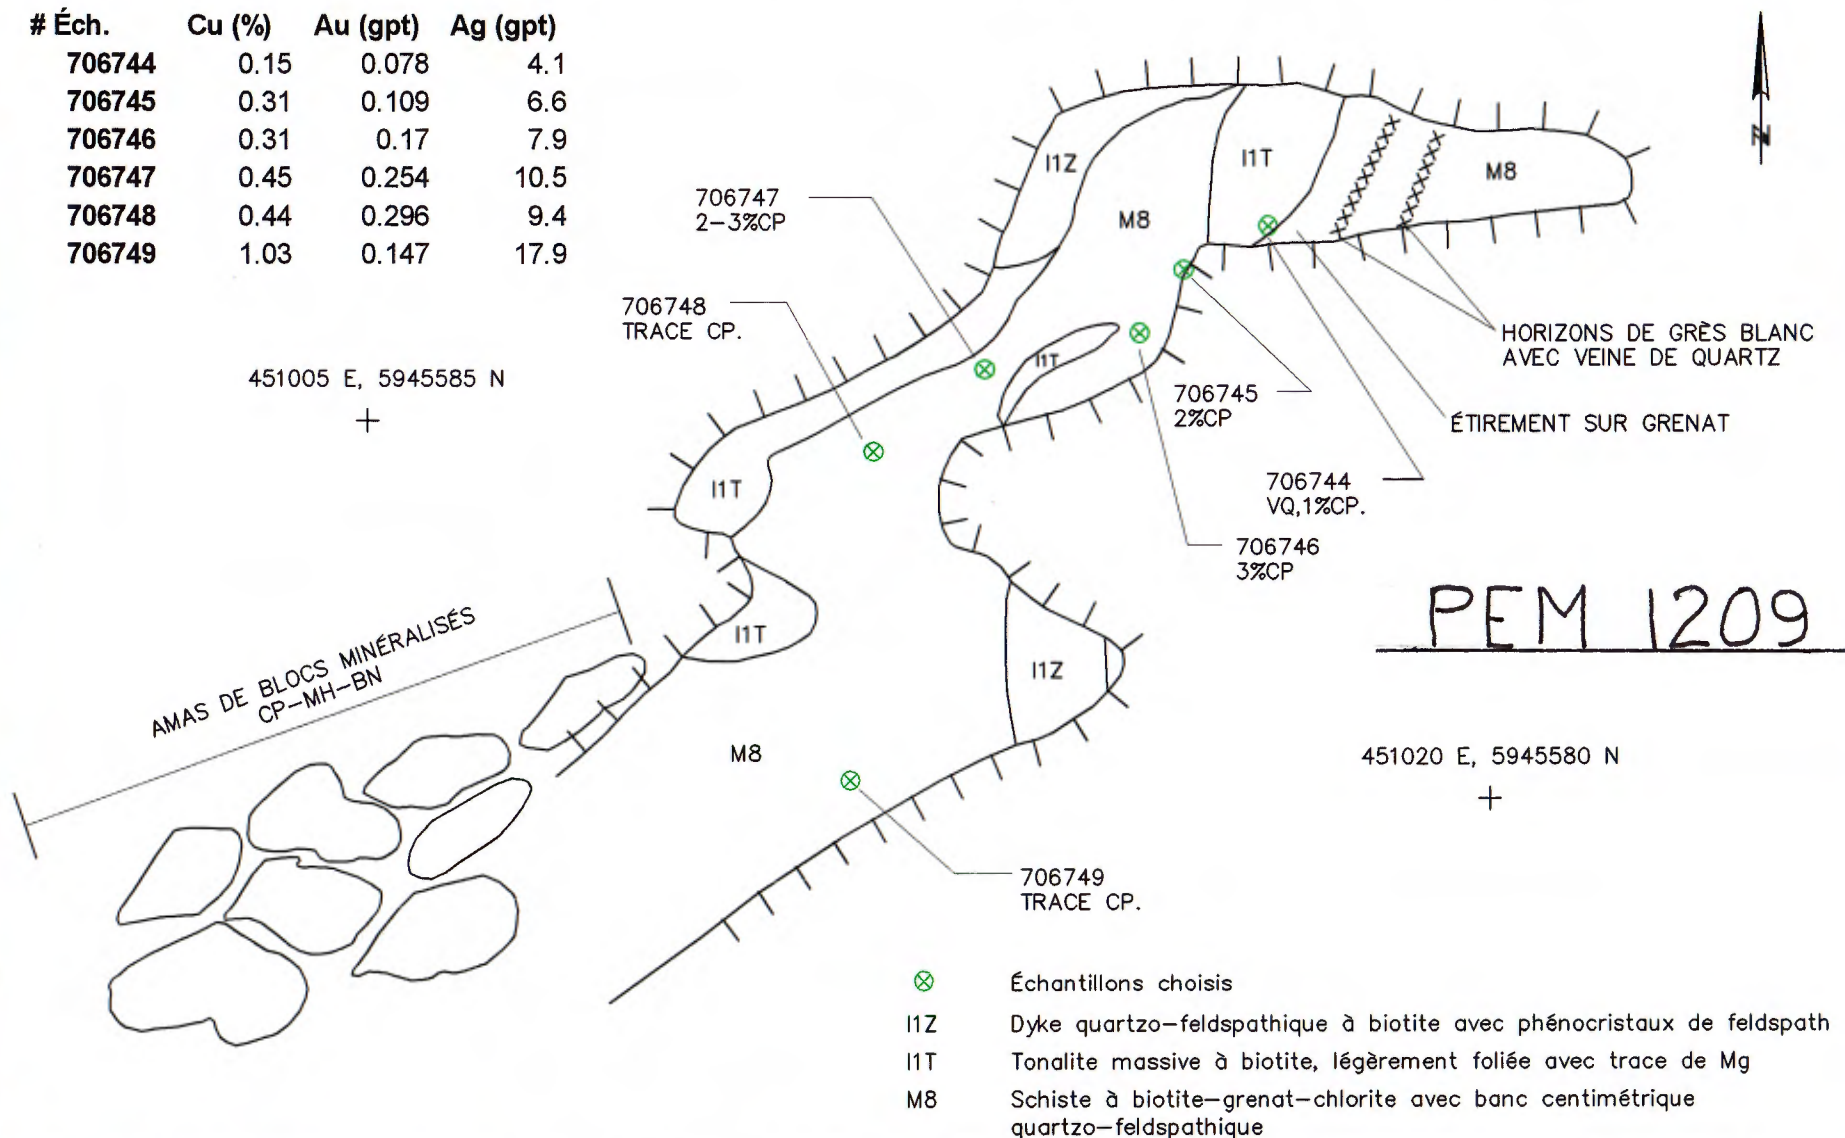 # Éch. Cu (%) Au (gpt) Ag (gpt)
706744 0.15 0.078 4.1
706745 0.31 0.109 6.6
706746 0.31 0.17 7.9
706747 0.45 0.254 10.5
706748 0.44 0.296 9.4
706749 1.03 0.147 17.9
N
I1Z
I1T
M8
M8
706747
2-3%CP
706748
TRACE CP.
HORIZONS DE GRÈS BLANC
AVEC VEINE DE QUARTZ
451005 E, 5945585 N
I1T
706745
2%CP
ÉTIREMENT SUR GRENAT
I1T
706744
VQ,1%CP.
706746
3%CP
PEM 1209
AMAS DE BLOCS MINÉRALISÉS
CP-MH-BN
I1T
I1Z
M8
451020 E, 5945580 N
706749
TRACE CP.
Échantillons choisis
I1Z Dyke quartzo-feldspathique à biotite avec phénocristaux de feldspath
I1T Tonalite massive à biotite, légèrement foliée avec trace de Mg
M8 Schiste à biotite-grenat-chlorite avec banc centimétrique
quartzo-feldspathique